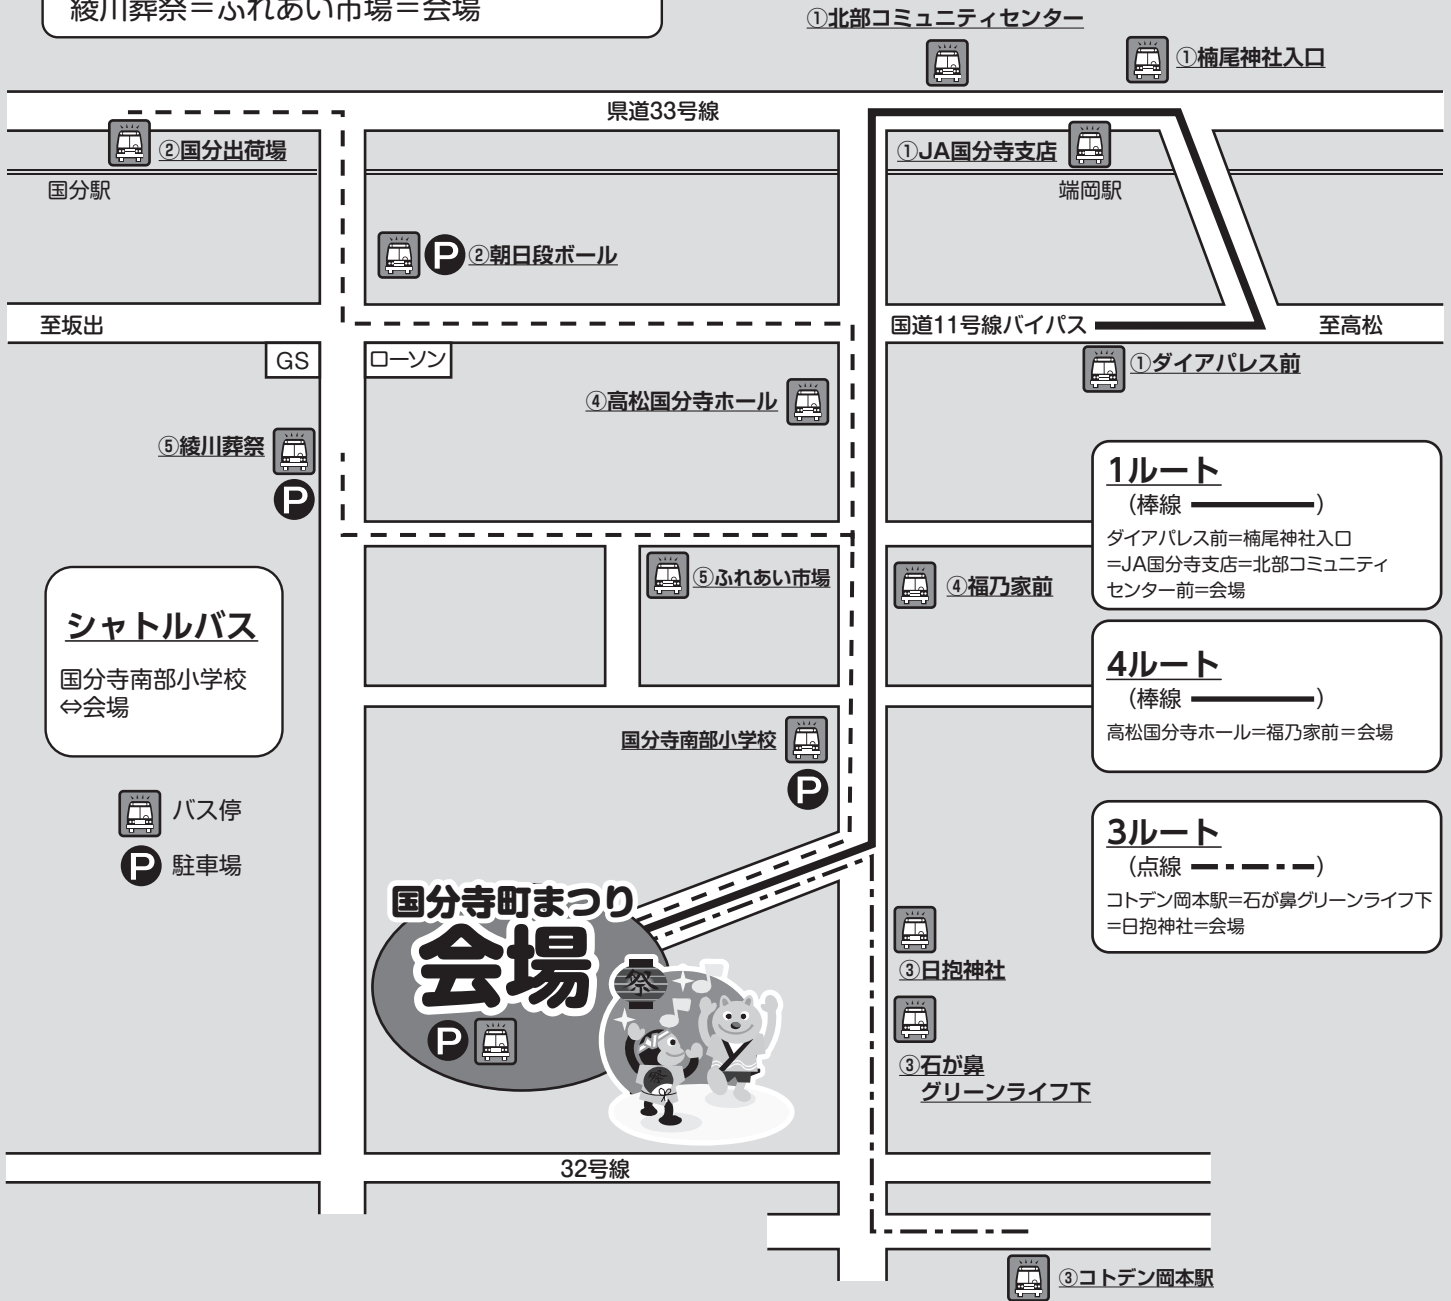 綾川葬祭＝ふれあい市場＝会場
①北部コミュニティセンター
①楠尾神社入口
県道33号線
②国分出荷場
①JA国分寺支店
国分駅
端岡駅
P ②朝日段ボール
至坂出
国道11号線バイパス
至高松
GS
ローソン
①ダイアパレス前
④高松国分寺ホール
⑤綾川葬祭
P
1ルート
（棒線 ）
ダイアパレス前＝楠尾神社入口
＝JA国分寺支店＝北部コミュニティ
センター前＝会場
⑤ふれあい市場
④福乃家前
シャトルバス
国分寺南部小学校
⇔会場
4ルート
（棒線 ）
高松国分寺ホール＝福乃家前＝会場
国分寺南部小学校
P
バス停
P 駐車場
3ルート
（点線 ）
コトデン岡本駅＝石が鼻グリーンライフ下
＝日抱神社＝会場
国分寺町まつり
会場
祭
P
祭
③日抱神社
③石が鼻
グリーンライフ下
32号線
③コトデン岡本駅